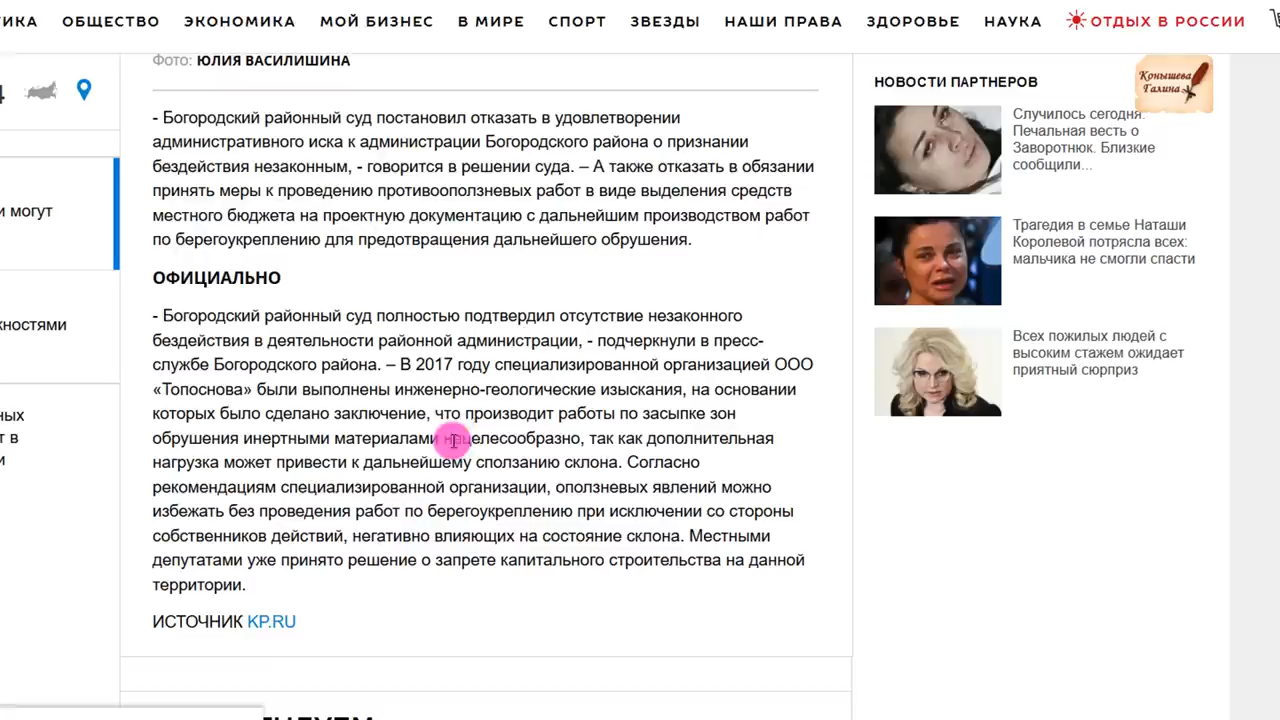 ОБЩЕСТВО ЭКОНОМИКА МОЙ БИЗНЕС В МИРЕ СПОРТ ЗВЕЗДЫ НАШИ ПРАВА ЗДОРОВЬЕ НАУКА ОТДЫХ В РОССИИ
Фото: ЮЛИЯ ВАСИЛИШИНА
- Богородский районный суд постановил отказать в удовлетворении
административного иска к администрации Богородского района о признании
бездействия незаконным, - говорится в решении суда. – А также отказать в обязании
принять меры к проведению противооползневых работ в виде выделения средств
местного бюджета на проектную документацию с дальнейшим производством работ
по берегоукреплению для предотвращения дальнейшего обрушения.
ОФИЦИАЛЬНО
- Богородский районный суд полностью подтвердил отсутствие незаконного
бездействия в деятельности районной администрации, - подчеркнули в пресс-
службе Богородского района. – В 2017 году специализированной организацией ООО
«Топоснова» были выполнены инженерно-геологические изыскания, на основании
которых было сделано заключение, что производит работы по засыпке зон
обрушения инертными материалами нецелесообразно, так как дополнительная
нагрузка может привести к дальнейшему сползанию склона. Согласно
рекомендациям специализированной организации, оползневых явлений можно
избежать без проведения работ по берегоукреплению при исключении со стороны
собственников действий, негативно влияющих на состояние склона. Местными
депутатами уже принято решение о запрете капитального строительства на данной
территории.
ИСТОЧНИК KP.RU
и могут
НОВОСТИ ПАРТНЕРОВ
Конышева
Галина
Случилось сегодня.
Печальная весть о
Заворотнюк. Близкие
сообщили...
Трагедия в семье Наташи
Королевой потрясла всех:
мальчика не смогли спасти
Всех пожилых людей с
высоким стажем ожидает
приятный сюрприз